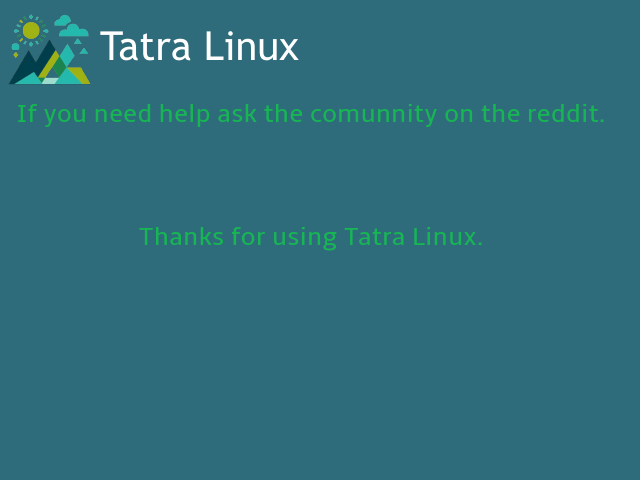 Tatra Linux
If you need help ask the comunnity on the reddit.
Thanks for using Tatra Linux.